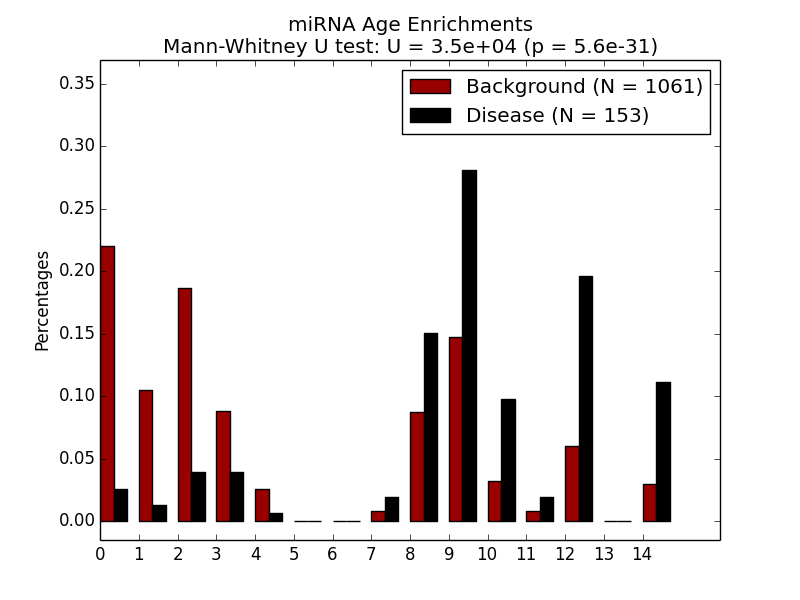 miRNA Age Enrichments
Mann-Whitney U test: U = 3.5e+04 (p = 5.6e-31)
Background (N = 1061)
Disease (N = 153)
Percentages
0.35
0.30
0.25
0.20
0.15
0.10
0.05
0.00
0 1 2 3 4 5 6 7 8 9 10 11 12 13 14